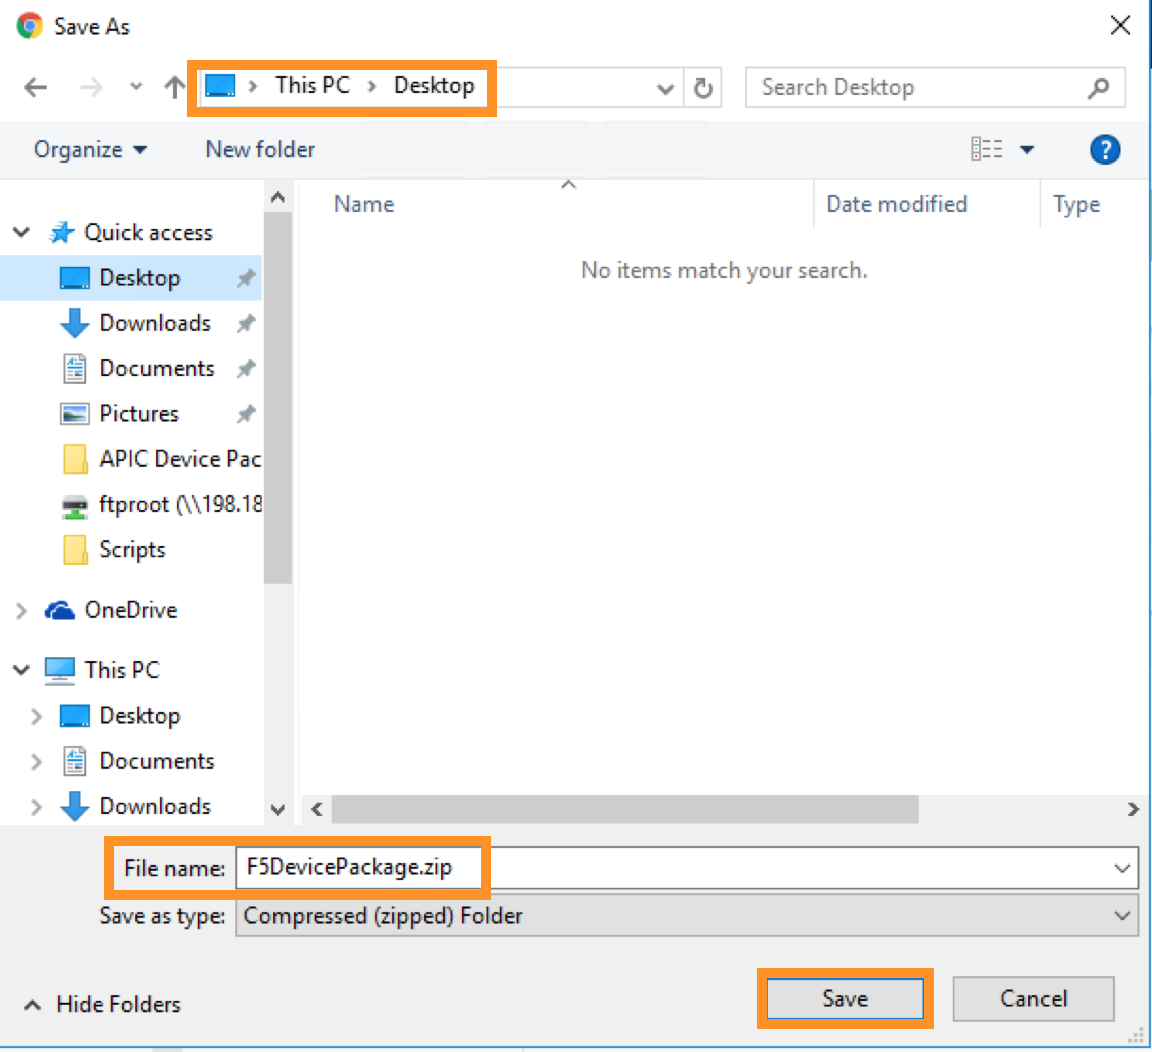 Save As
This PC > Desktop
Search Desktop
Organize
New folder
?
Name
Date modified
Type
No items match your search.
Quick access
Desktop
Downloads
Documents
Pictures
APIC Device Pac
ftproot (\\198.18
Scripts
OneDrive
This PC
Desktop
Documents
Downloads
File name: F5DevicePackage.zip
Save as type: Compressed (zipped) Folder
Hide Folders
Save
Cancel